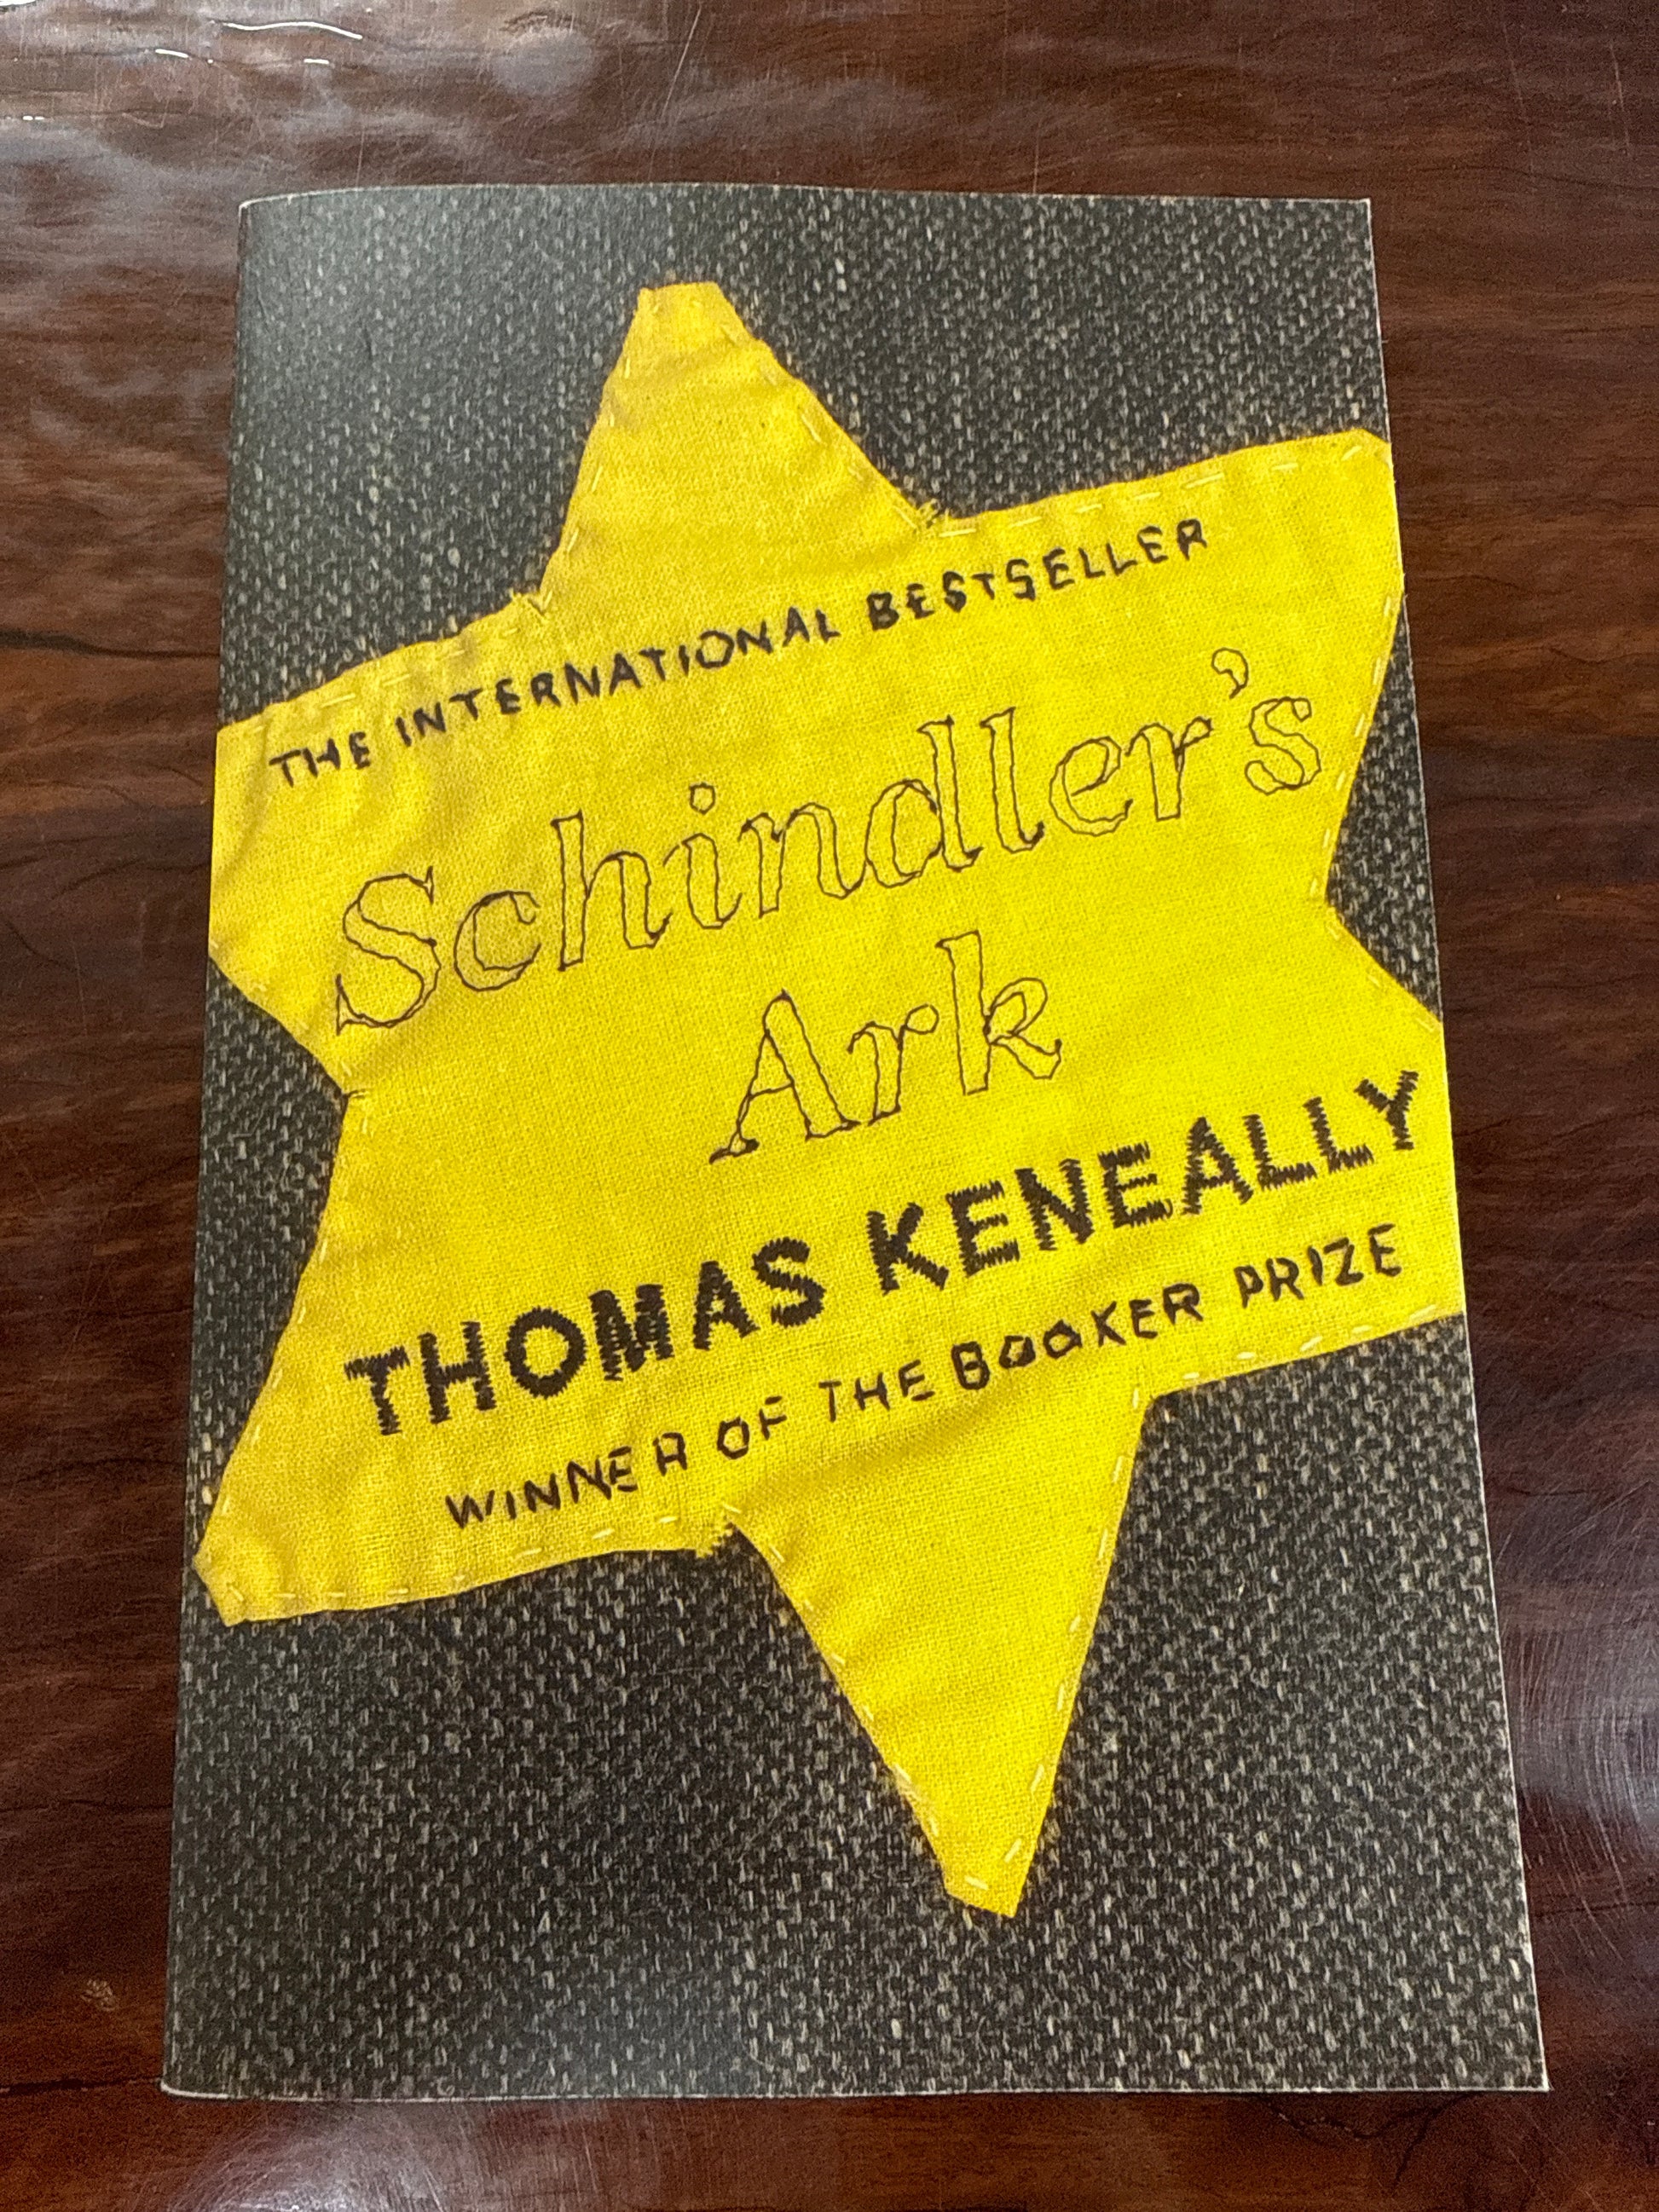 THE INTERNATIONAL BESTSELLER
Schindler's
Ark
THOMAS KENEALLY
WINNER OF THE BOOKER PRIZE